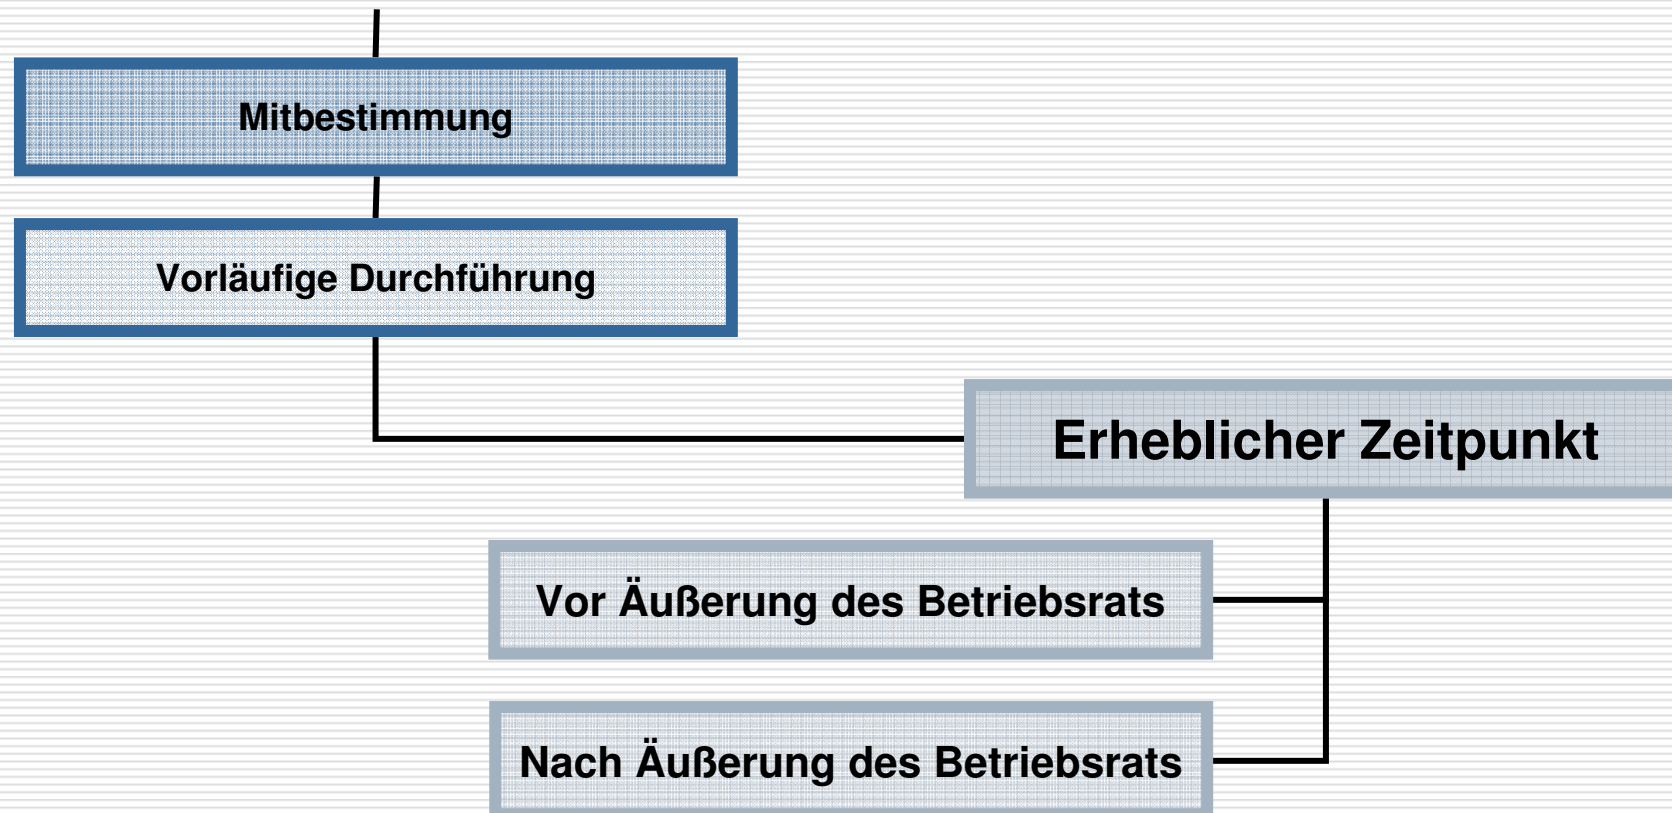 Mitbestimmung
Vorläufige Durchführung
Erheblicher Zeitpunkt
Vor Äußerung des Betriebsrats
Nach Äußerung des Betriebsrats